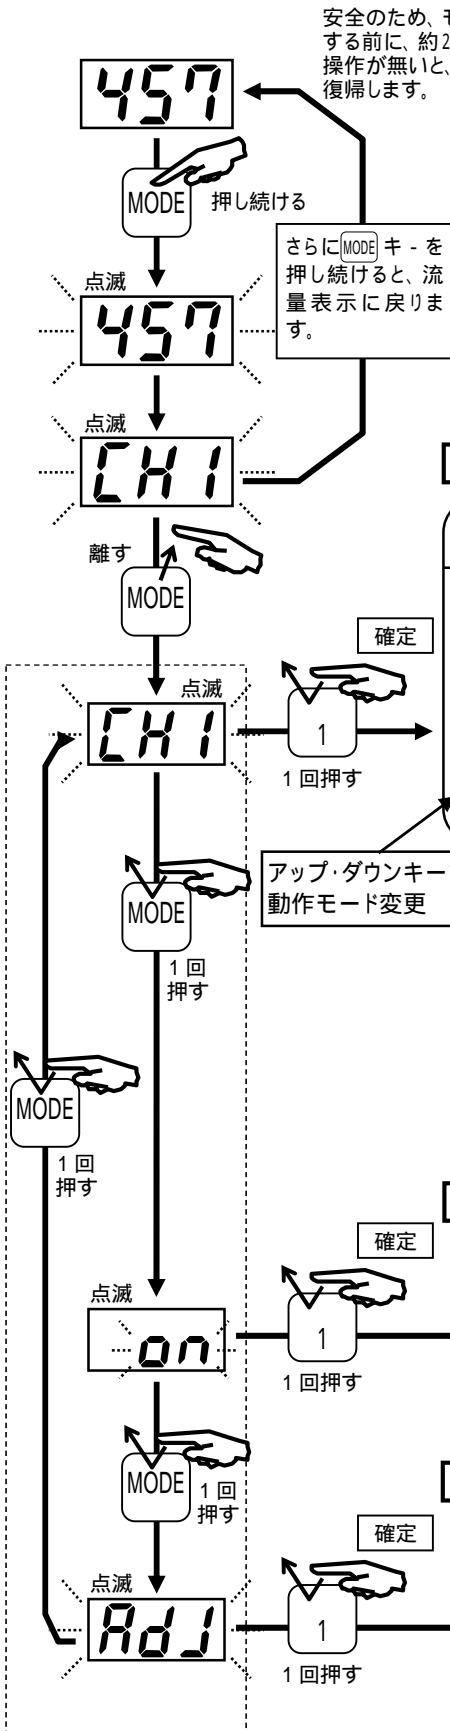 安全のため、モ
する前に、約2
操作が無いと、
復帰します。
457
MODE
押し続ける
さらにMODEキ-を
押し続けると、流
量表示に戻りま
す。
点滅
457
点滅
CH1
離す
MODE
確定
点滅
CH1
1
1回押す
アップ・ダウンキー
動作モード変更
MODE
1回
押す
MODE
1回
押す
確定
点滅
on
1
1回押す
MODE
1回
押す
確定
点滅
AdJ
1
1回押す